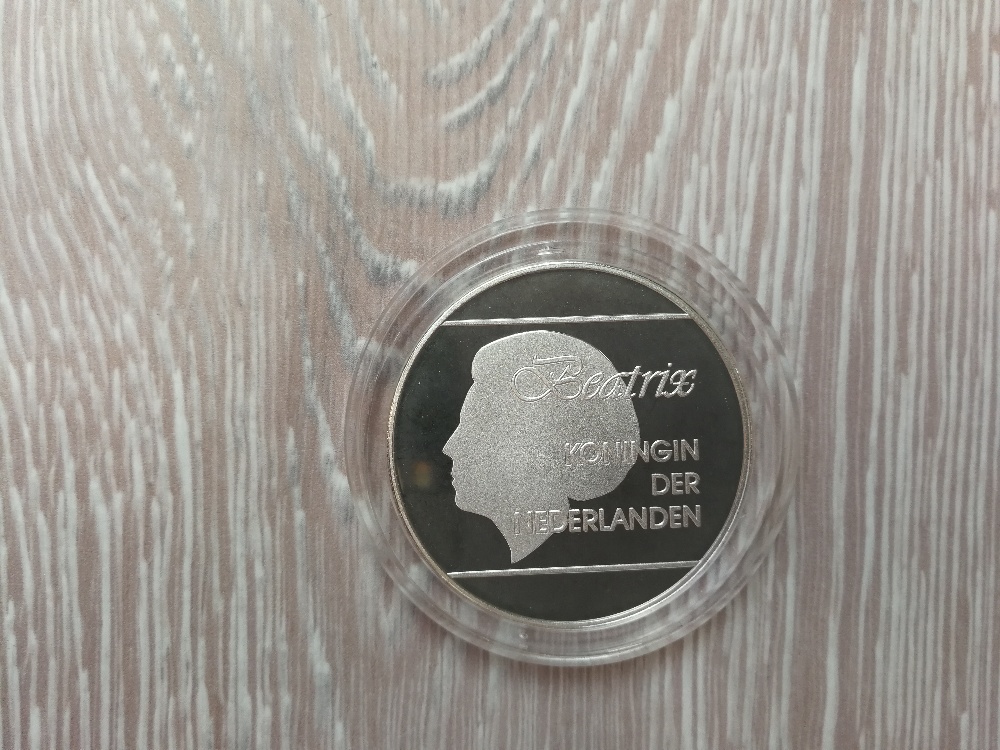 Beatrix
KONINGIN
DER
NEDERLANDEN